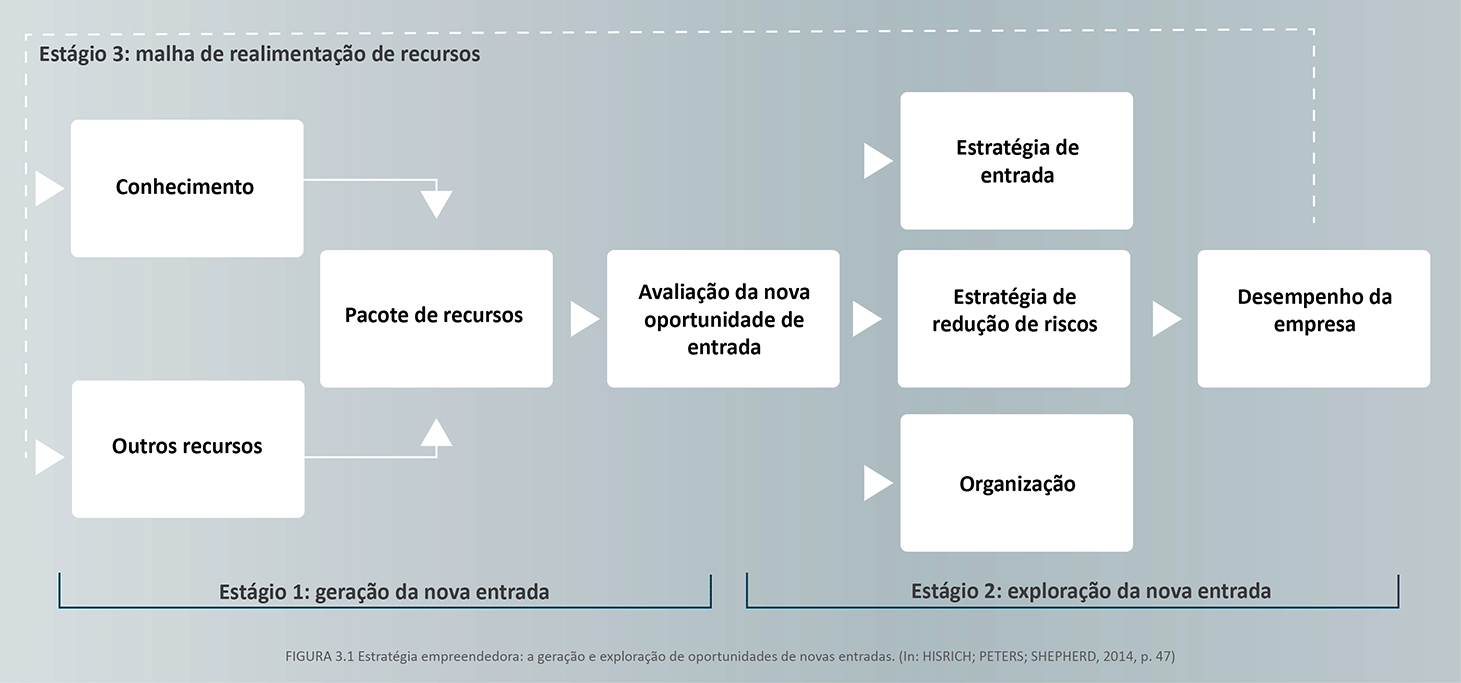 Estágio 3: malha de realimentação de recursos
Conhecimento
Outros recursos
Pacote de recursos
Avaliação da nova
oportunidade de
entrada
Estratégia de
entrada
Estratégia de
redução de riscos
Organização
Desempenho da
empresa
Estágio 1: geração da nova entrada
Estágio 2: exploração da nova entrada
FIGURA 3.1 Estratégia empreendedora: a geração e exploração de oportunidades de novas entradas. (In: HISRICH; PETERS; SHEPHERD, 2014, p. 47)